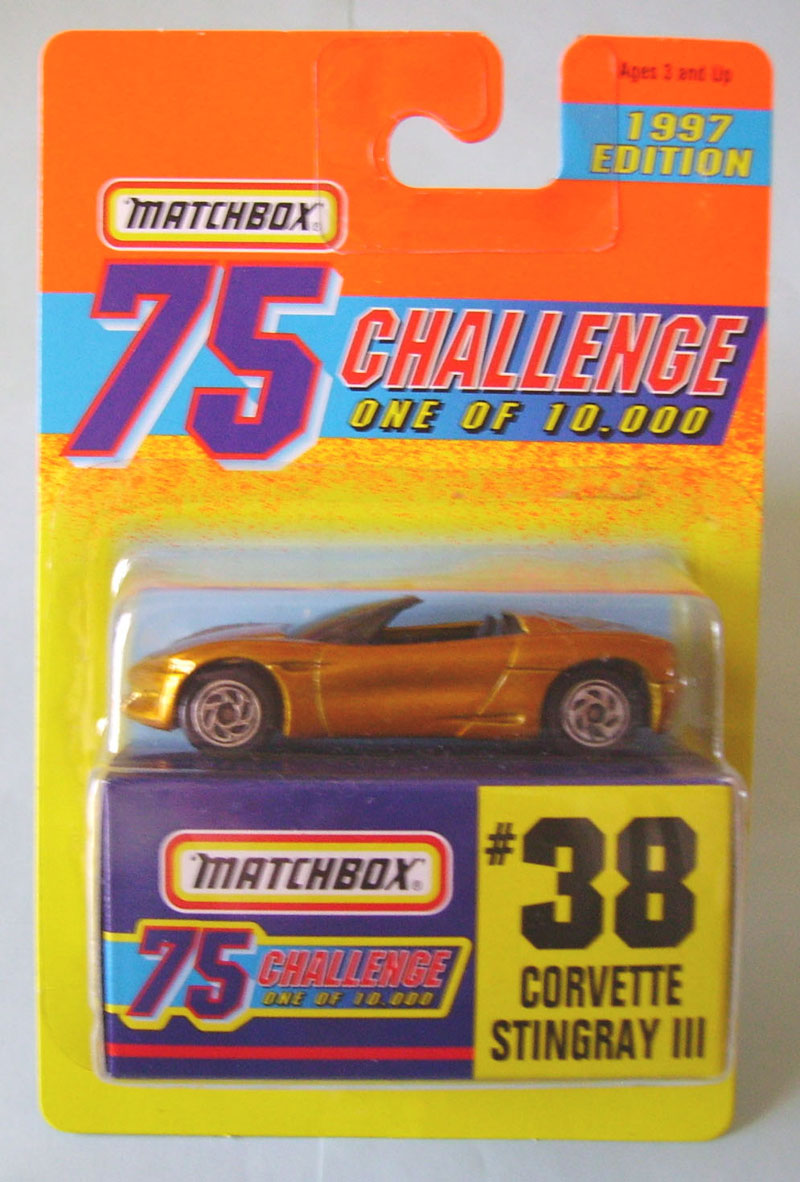 Ages 3 and Up
1997
EDITION
"MATCHBOX"®
75 CHALLENGE
ONE OF 10,000
"MATCHBOX"®
75 CHALLENGE
ONE OF 10,000
#38
CORVETTE
STINGRAY III